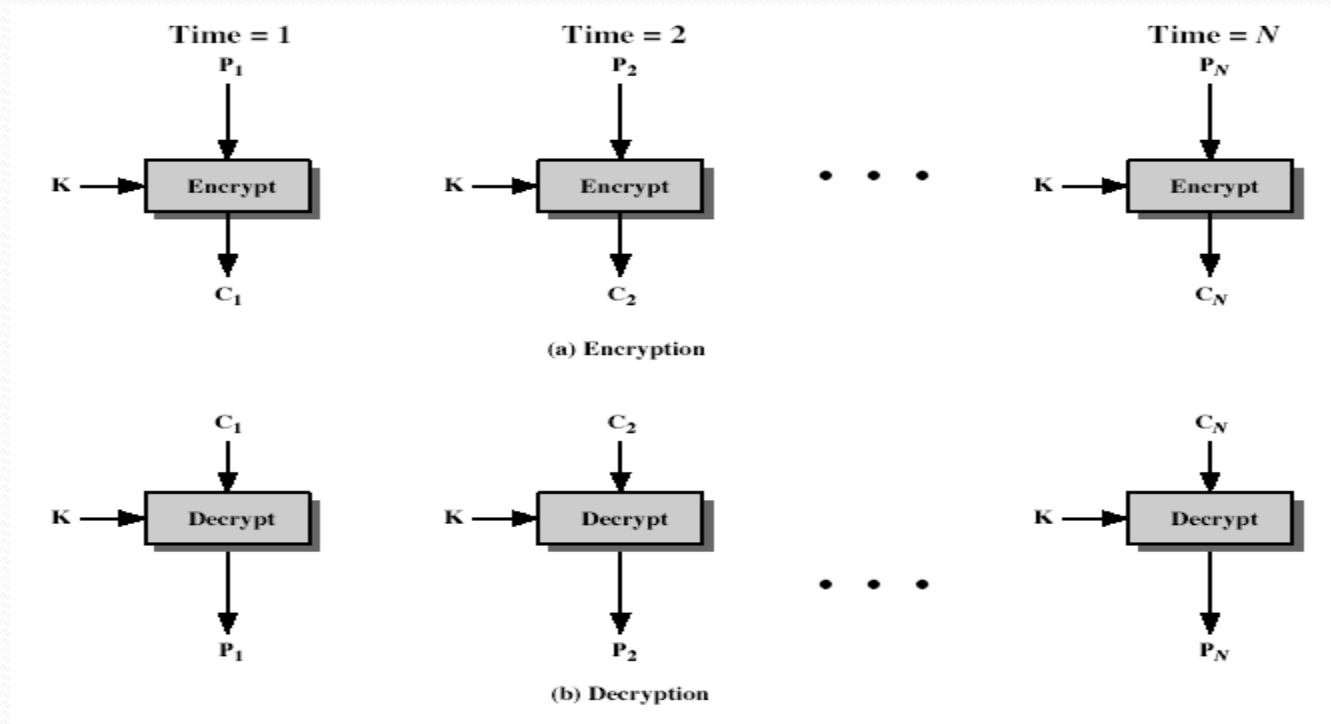 Time = 1 Time = 2 Time = N
P1 P2 PN
K Encrypt K Encrypt K Encrypt
C1 C2 CN
(a) Encryption
C1 C2 CN
K Decrypt K Decrypt K Decrypt
P1 P2 PN
(b) Decryption